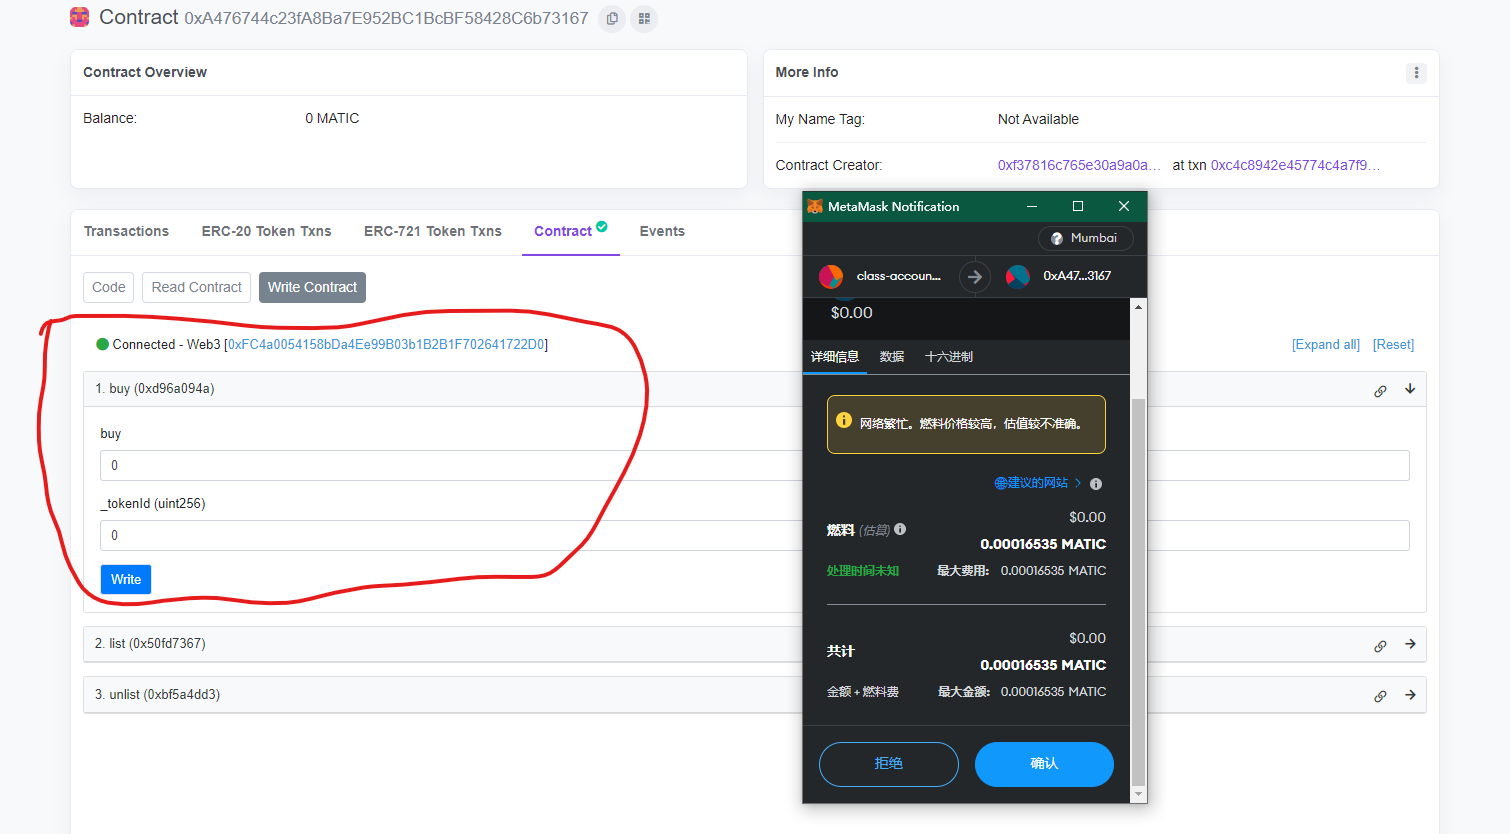 Contract 0xA476744c23fA8Ba7E952BC1BcBF58428C6b73167
Contract Overview
Balance: 0 MATIC
More Info
My Name Tag: Not Available
Contract Creator: 0xf37816c765e30a9a0a... at txn 0xc4c8942e45774c4a7f9...
Transactions ERC-20 Token Txns ERC-721 Token Txns Contract Events
Code Read Contract Write Contract
Connected - Web3 [0xFC4a0054158bDa4Ee99B03b1B2B1F702641722D0]
[Expand all] [Reset]
1. buy (0xd96a094a)
buy
0
_tokenId (uint256)
0
Write
2. list (0x50fd7367)
3. unlist (0xbf5a4dd3)
MetaMask Notification
Mumbai
class-accoun... 0xA47...3167
$0.00
详细信息 数据 十六进制
网络繁忙。燃料价格较高，估值较不准确。
建议的网站
$0.00
燃料 (估算)
0.00016535 MATIC
处理时间未知 最大费用: 0.00016535 MATIC
$0.00
共计
0.00016535 MATIC
金额 + 燃料费 最大金额: 0.00016535 MATIC
拒绝 确认